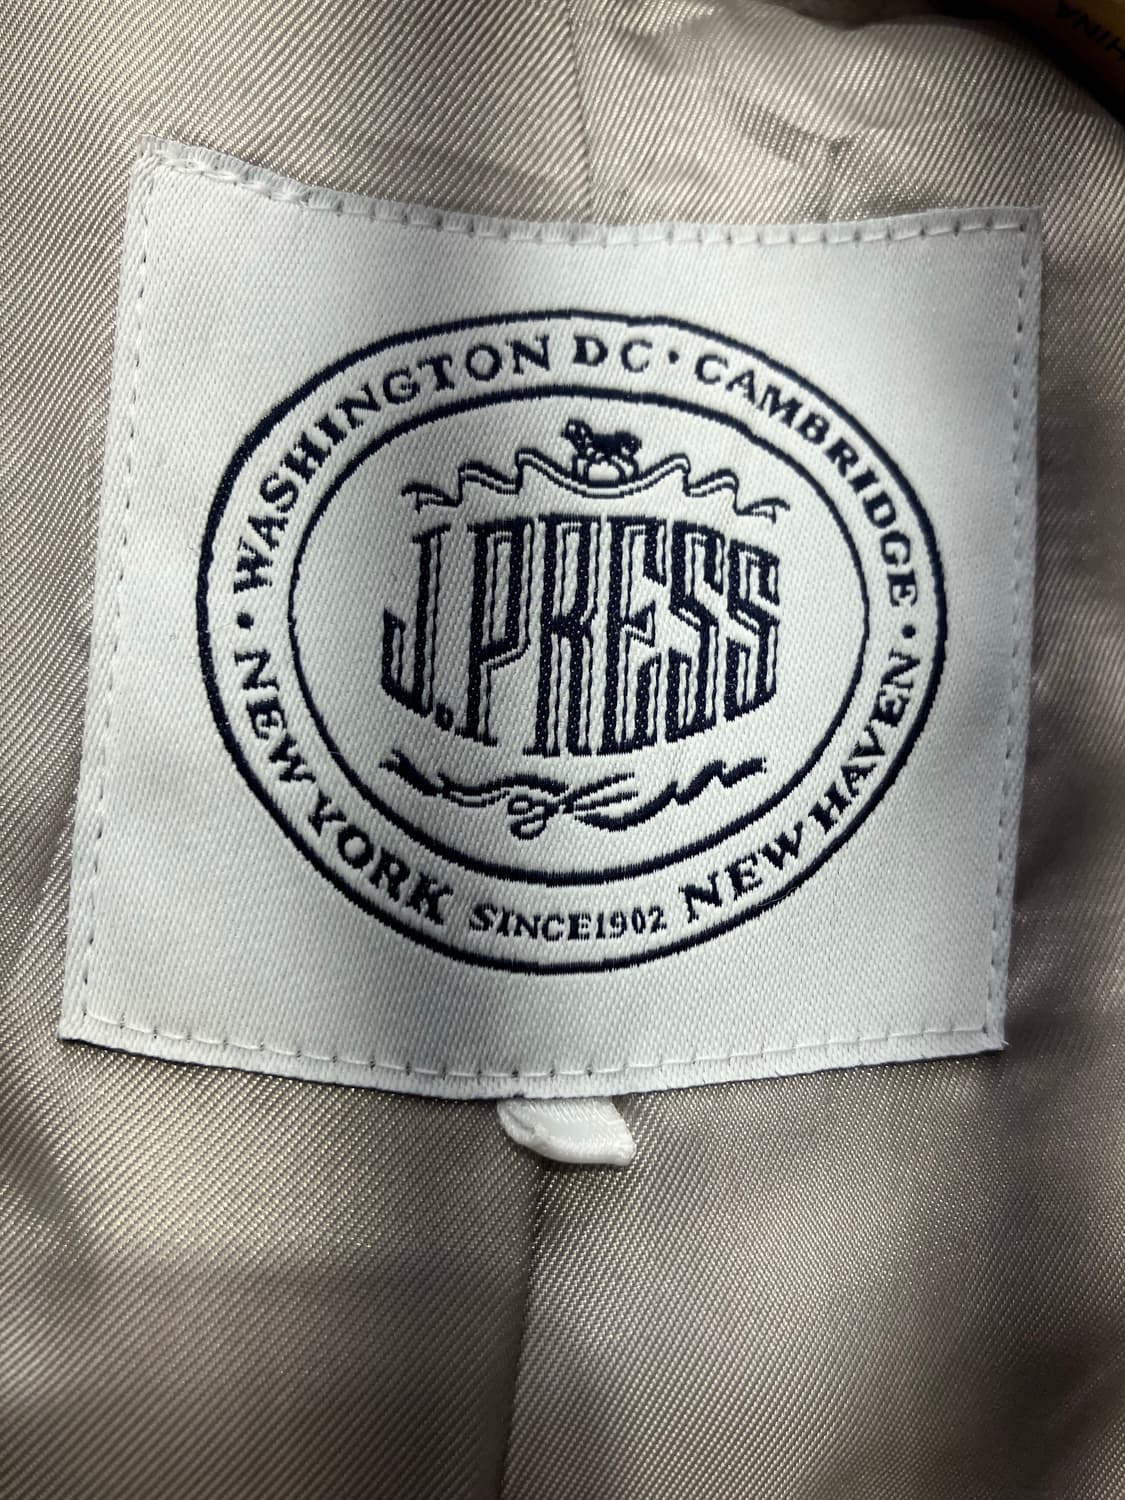 WASHINGTON DC · CAMBRIDGE ·
J.PRESS
· NEW YORK
SINCE1902
NEW HAVEN